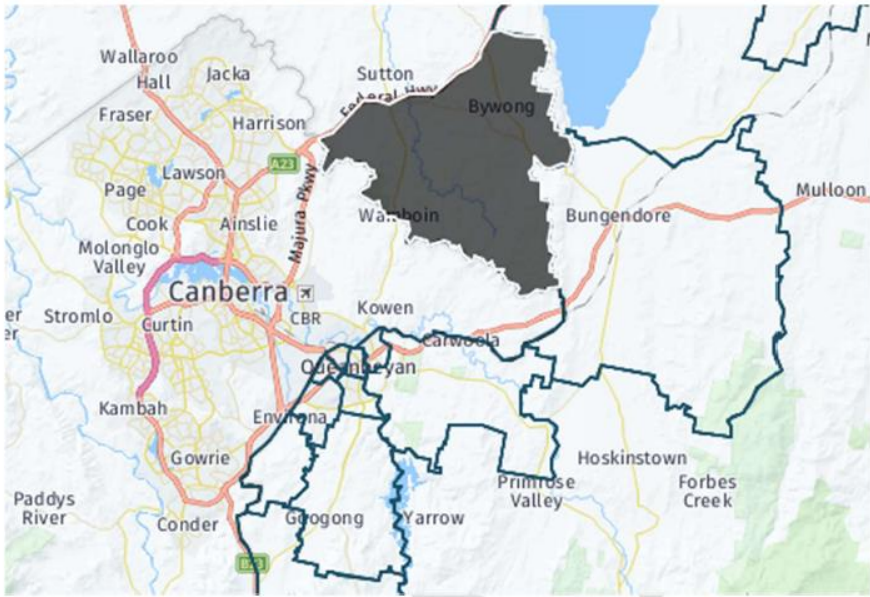 Wallaroo
Hall
Jacka
Sutton
Federal Hwy
Bywong
Fraser
Harrison
A23
Lawson
Page
Majura Pkwy
Cook
Ainslie
Wamboin
Bungendore
Mulloon
Molonglo
Valley
Canberra
CBR
Kowen
Stromlo
Curtin
Carwoola
Queanbeyan
Kambah
Environa
Gowrie
Hoskinstown
Primrose
Valley
Forbes
Creek
Paddys
River
Conder
Googong
Yarrow
B23